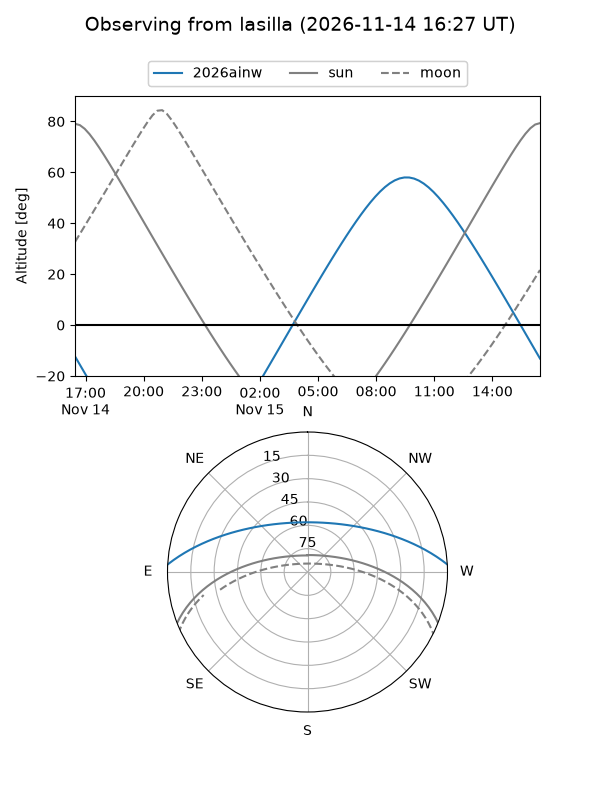 Observing from lasilla (2026-11-14 16:27 UT)
2026ainw sun moon
Altitude [deg]
80
60
40
20
0
−20
17:00 20:00 23:00 02:00 05:00 08:00 11:00 14:00
Nov 14 Nov 15
N
NE NW
15
30
45
60
75
E W
SE SW
S